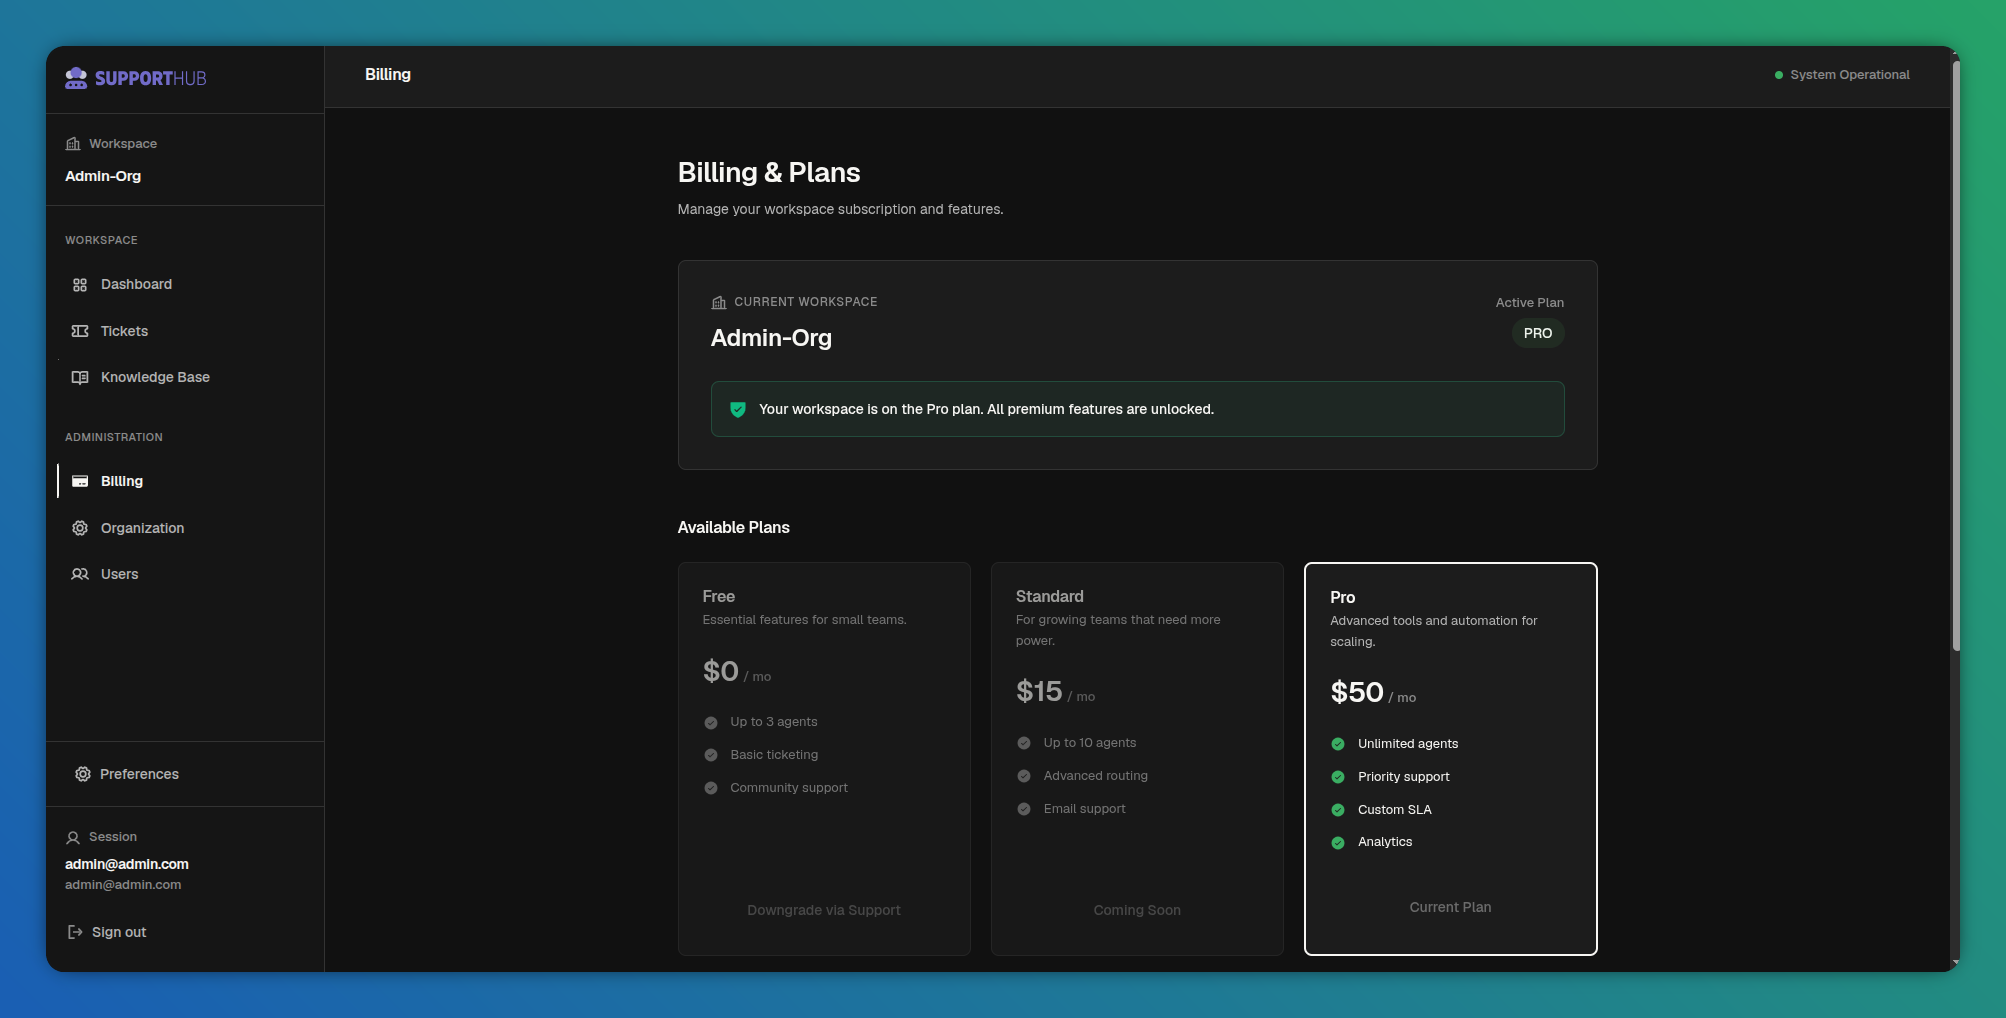 SUPPORTHUB
Workspace
Admin-Org
WORKSPACE
Dashboard
Tickets
Knowledge Base
ADMINISTRATION
Billing
Organization
Users
Preferences
Session
admin@admin.com
admin@admin.com
Sign out
Billing
System Operational
Billing & Plans
Manage your workspace subscription and features.
CURRENT WORKSPACE
Admin-Org
Active Plan
PRO
Your workspace is on the Pro plan. All premium features are unlocked.
Available Plans
Free
Essential features for small teams.
$0 / mo
Up to 3 agents
Basic ticketing
Community support
Downgrade via Support
Standard
For growing teams that need more
power.
$15 / mo
Up to 10 agents
Advanced routing
Email support
Coming Soon
Pro
Advanced tools and automation for
scaling.
$50 / mo
Unlimited agents
Priority support
Custom SLA
Analytics
Current Plan